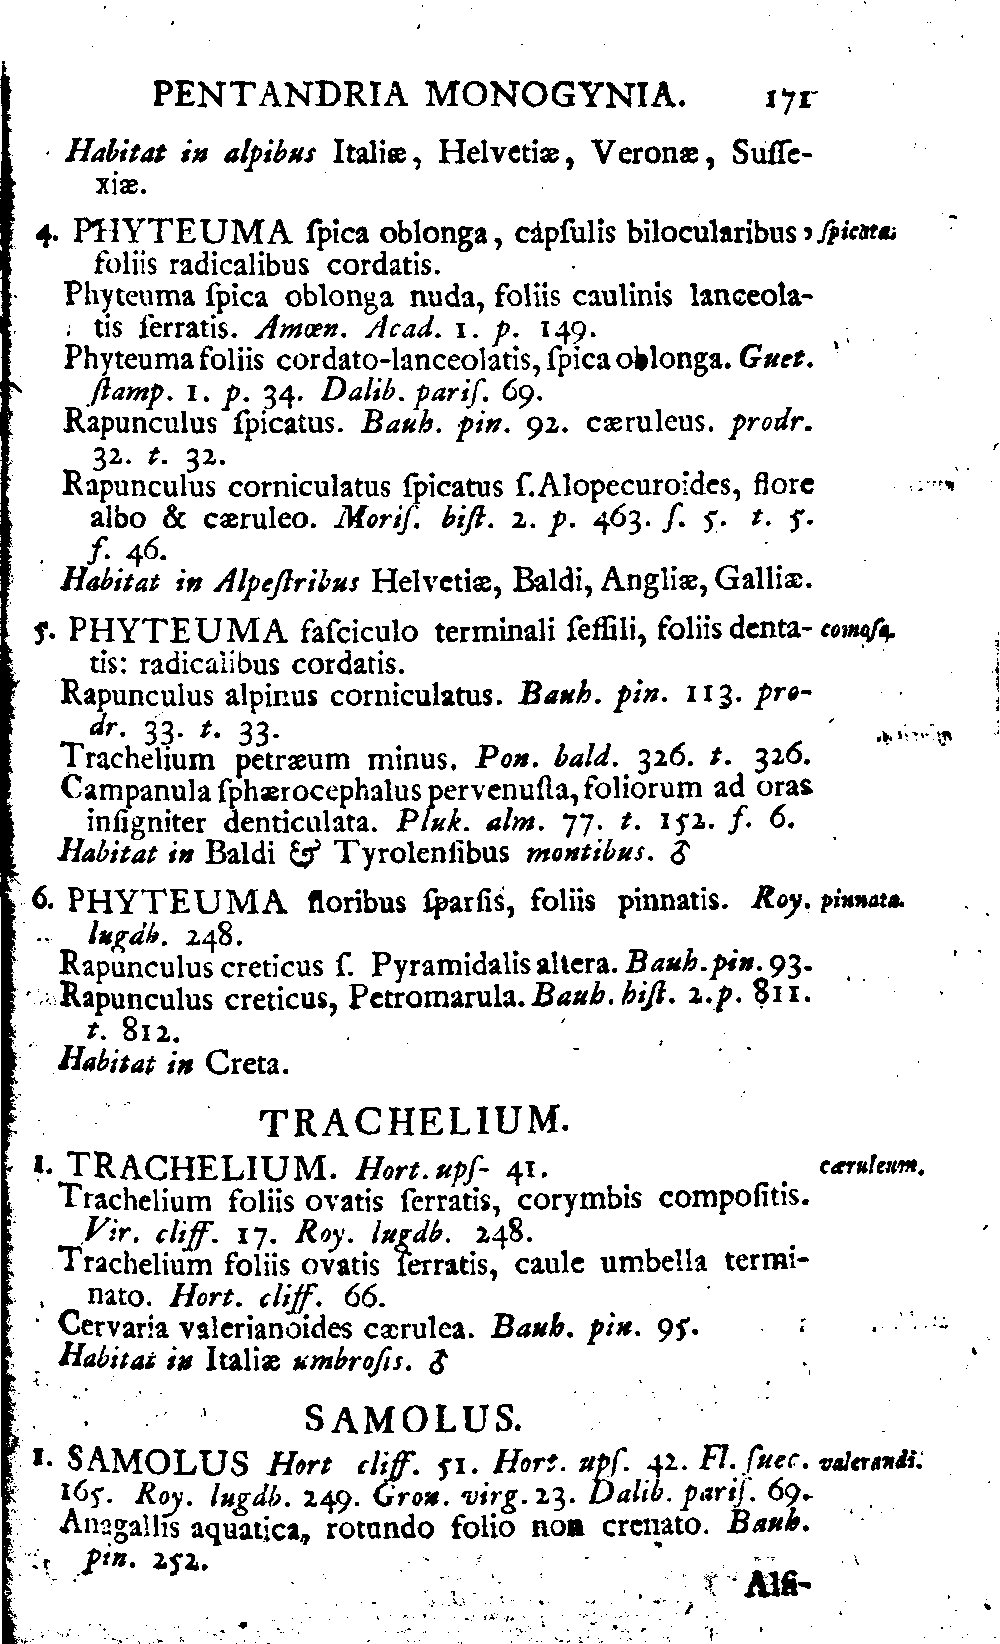 PENTANDRIA MONOGYNIA. 171
Habitat in alpibus Italiæ, Helvetiæ, Veronæ, Suſſe-
xiæ.
4. PHYTEUMA ſpica oblonga, capſulis bilocularibus, ſpicata.
foliis radicalibus cordatis.
Phyteuma ſpica oblonga nuda, foliis caulinis lanceola-
tis ſerratis. Amœn. Acad. 1. p. 149.
Phyteuma foliis cordato-lanceolatis, ſpica oblonga. Guet.
ſtamp. 1. p. 34. Dalib. pariſ. 69.
Rapunculus ſpicatus. Bauh. pin. 92. cæruleus. prodr.
32. t. 32.
Rapunculus corniculatus ſpicatus ſ. Alopecuroides, flore
albo & cæruleo. Moriſ. hiſt. 2. p. 463. ſ. 5. t. 5.
f. 46.
Habitat in Alpeſtribus Helvetiæ, Baldi, Angliæ, Galliæ.
5. PHYTEUMA faſciculo terminali ſeſſili, foliis denta- comoſa.
tis: radicalibus cordatis.
Rapunculus alpinus corniculatus. Bauh. pin. 113. pro-
dr. 33. t. 33.
Trachelium petræum minus. Pon. bald. 326. t. 326.
Campanula ſphærocephalus pervenuſta, foliorum ad oras
inſigniter denticulata. Pluk. alm. 77. t. 152. f. 6.
Habitat in Baldi & Tyrolenſibus montibus. ♂
6. PHYTEUMA floribus ſparſis, foliis pinnatis. Roy. pinnata.
lugdb. 248.
Rapunculus creticus ſ. Pyramidalis altera. Bauh. pin. 93.
Rapunculus creticus, Petromarula. Bauh. hiſt. 2. p. 811.
t. 812.
Habitat in Creta.
TRACHELIUM.
1. TRACHELIUM. Hort. upſ- 41. cæruleum.
Trachelium foliis ovatis ſerratis, corymbis compoſitis.
Vir. cliff. 17. Roy. lugdb. 248.
Trachelium foliis ovatis ſerratis, caule umbella termi-
nato. Hort. cliff. 66.
Cervaria valerianoides cærulea. Bauh. pin. 95.
Habitat in Italiæ umbroſis. ♂
SAMOLUS.
1. SAMOLUS Hort cliff. 51. Hort. upſ. 42. Fl. ſuec. valerandi.
165. Roy. lugdb. 249. Gron. virg. 23. Dalib. pariſ. 69.
Anagallis aquatica, rotundo folio non crenato. Bauh.
pin. 252.
Alſi-